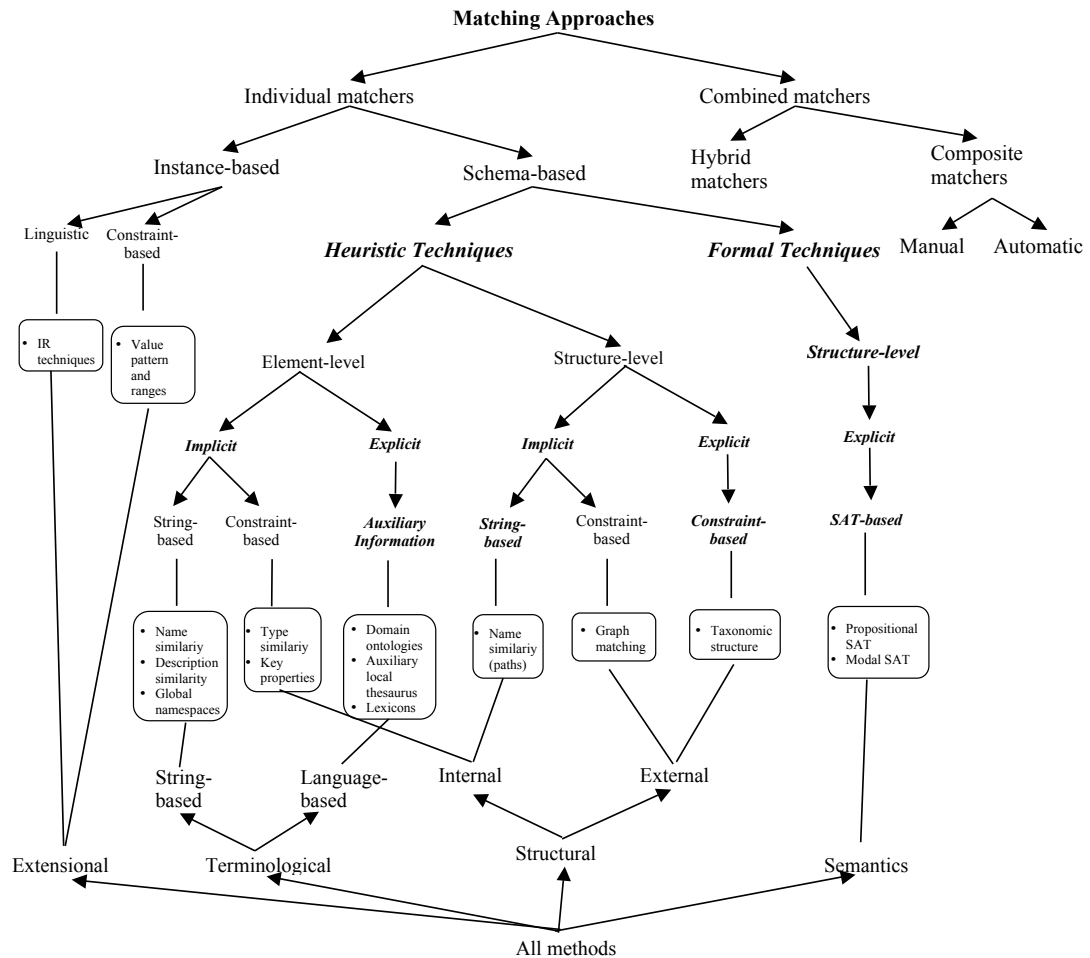 Matching Approaches
Individual matchers
Combined matchers
Instance-based
Schema-based
Hybrid
matchers
Composite
matchers
Linguistic
Constraint-
based
Heuristic Techniques
Formal Techniques
Manual
Automatic
• IR
techniques
• Value
pattern
and
ranges
Element-level
Structure-level
Structure-level
Implicit
Explicit
Implicit
Explicit
Explicit
String-
based
Constraint-
based
Auxiliary
Information
String-
based
Constraint-
based
Constraint-
based
SAT-based
• Name
similariy
• Description
similarity
• Global
namespaces
• Type
similariy
• Key
properties
• Domain
ontologies
• Auxiliary
local
thesaurus
• Lexicons
• Name
similariy
(paths)
• Graph
matching
• Taxonomic
structure
• Propositional
SAT
• Modal SAT
String-
based
Language-
based
Internal
External
Extensional
Terminological
Structural
Semantics
All methods